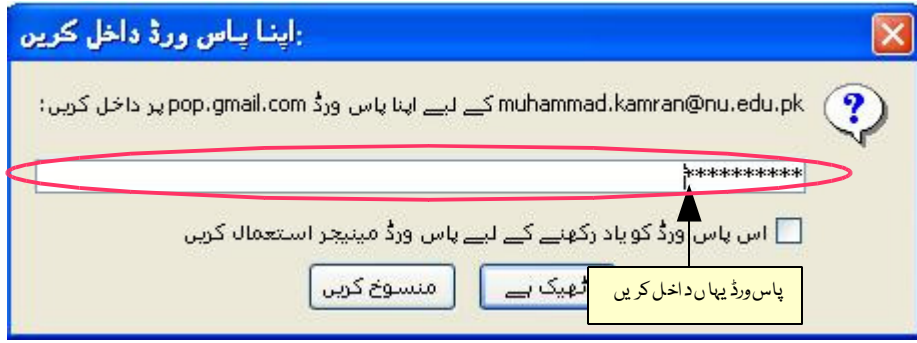 اپنا پاس ورڈ داخل کریں:
muhammad.kamran@nu.edu.pk کے لیے اپنا پاس ورڈ pop.gmail.com پر داخل کریں:
**********
اس پاس ورڈ کو یاد رکھنے کے لیے پاس ورڈ مینیجر استعمال کریں
ٹھیک ہے
منسوخ کریں
پاس ورڈ یہاں داخل کریں